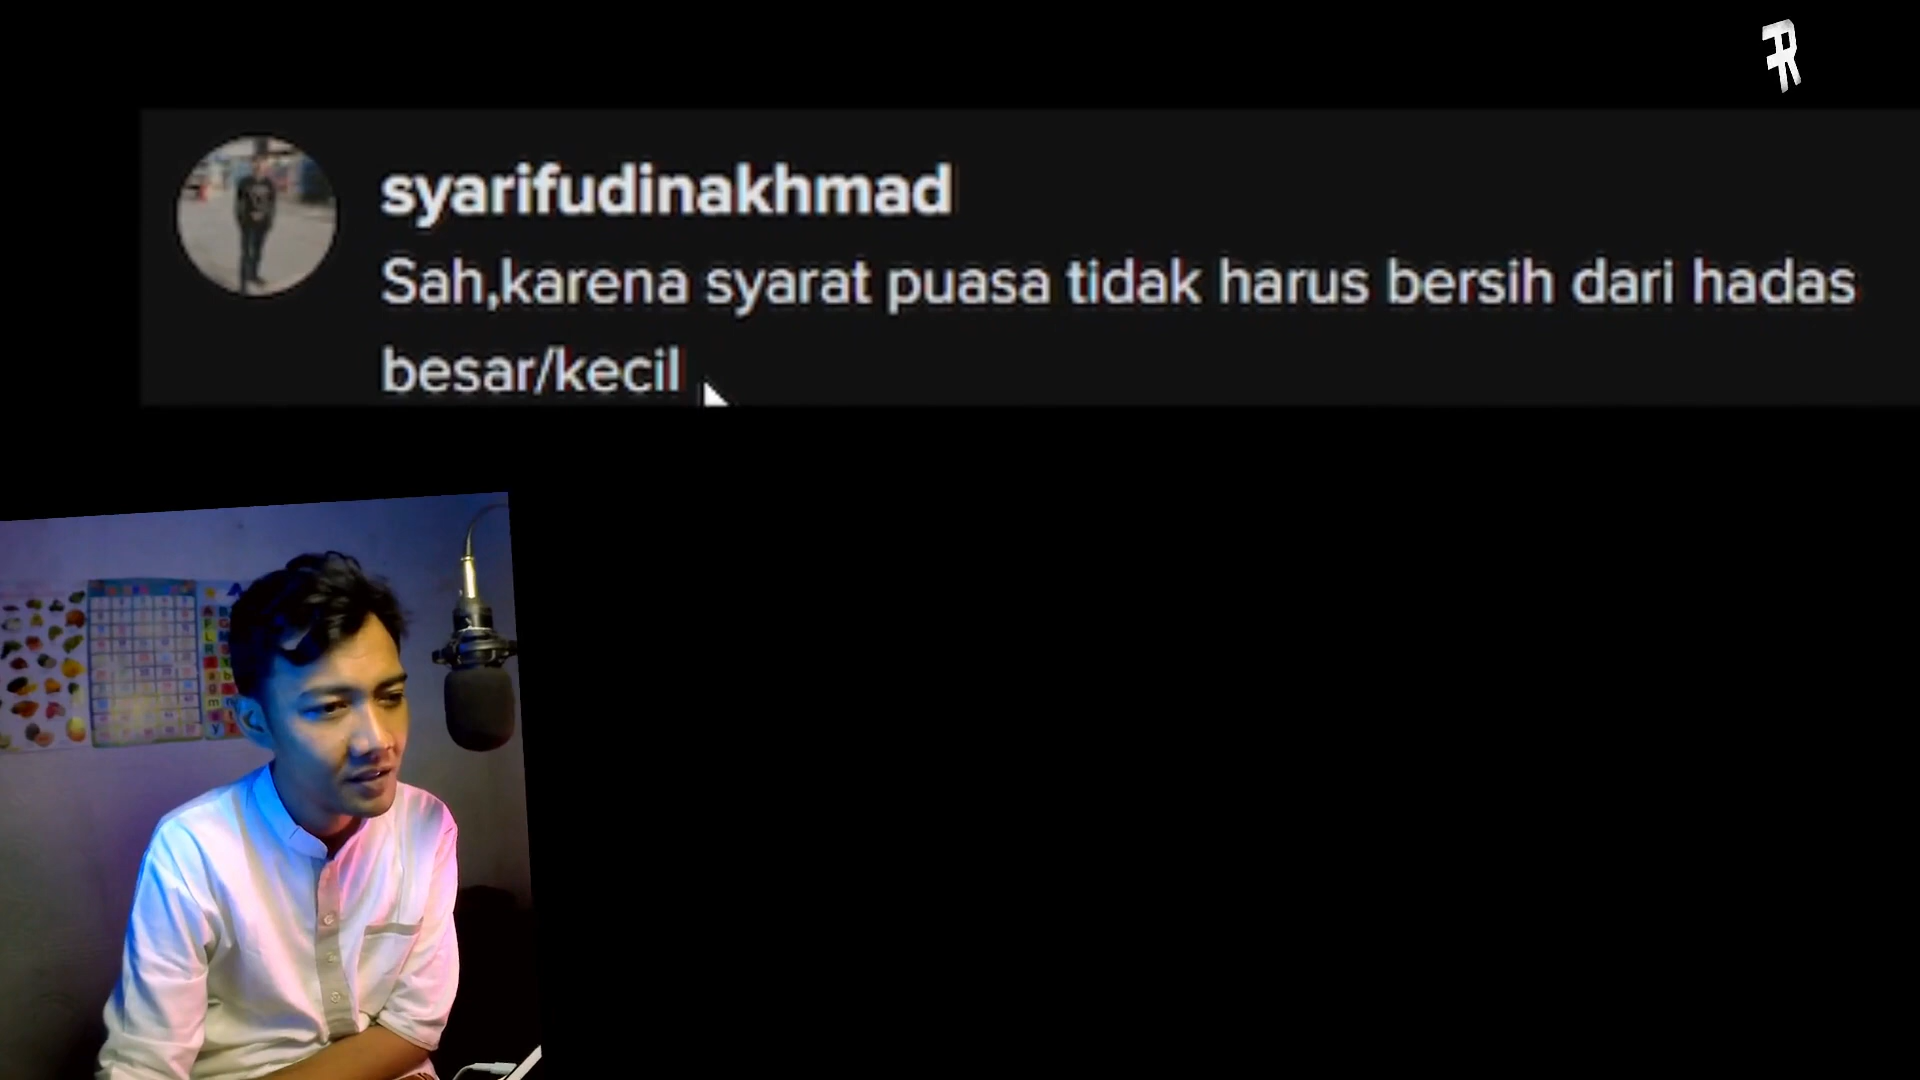 syarifudinakhmad
Sah,karena syarat puasa tidak harus bersih dari hadas
besar/kecil